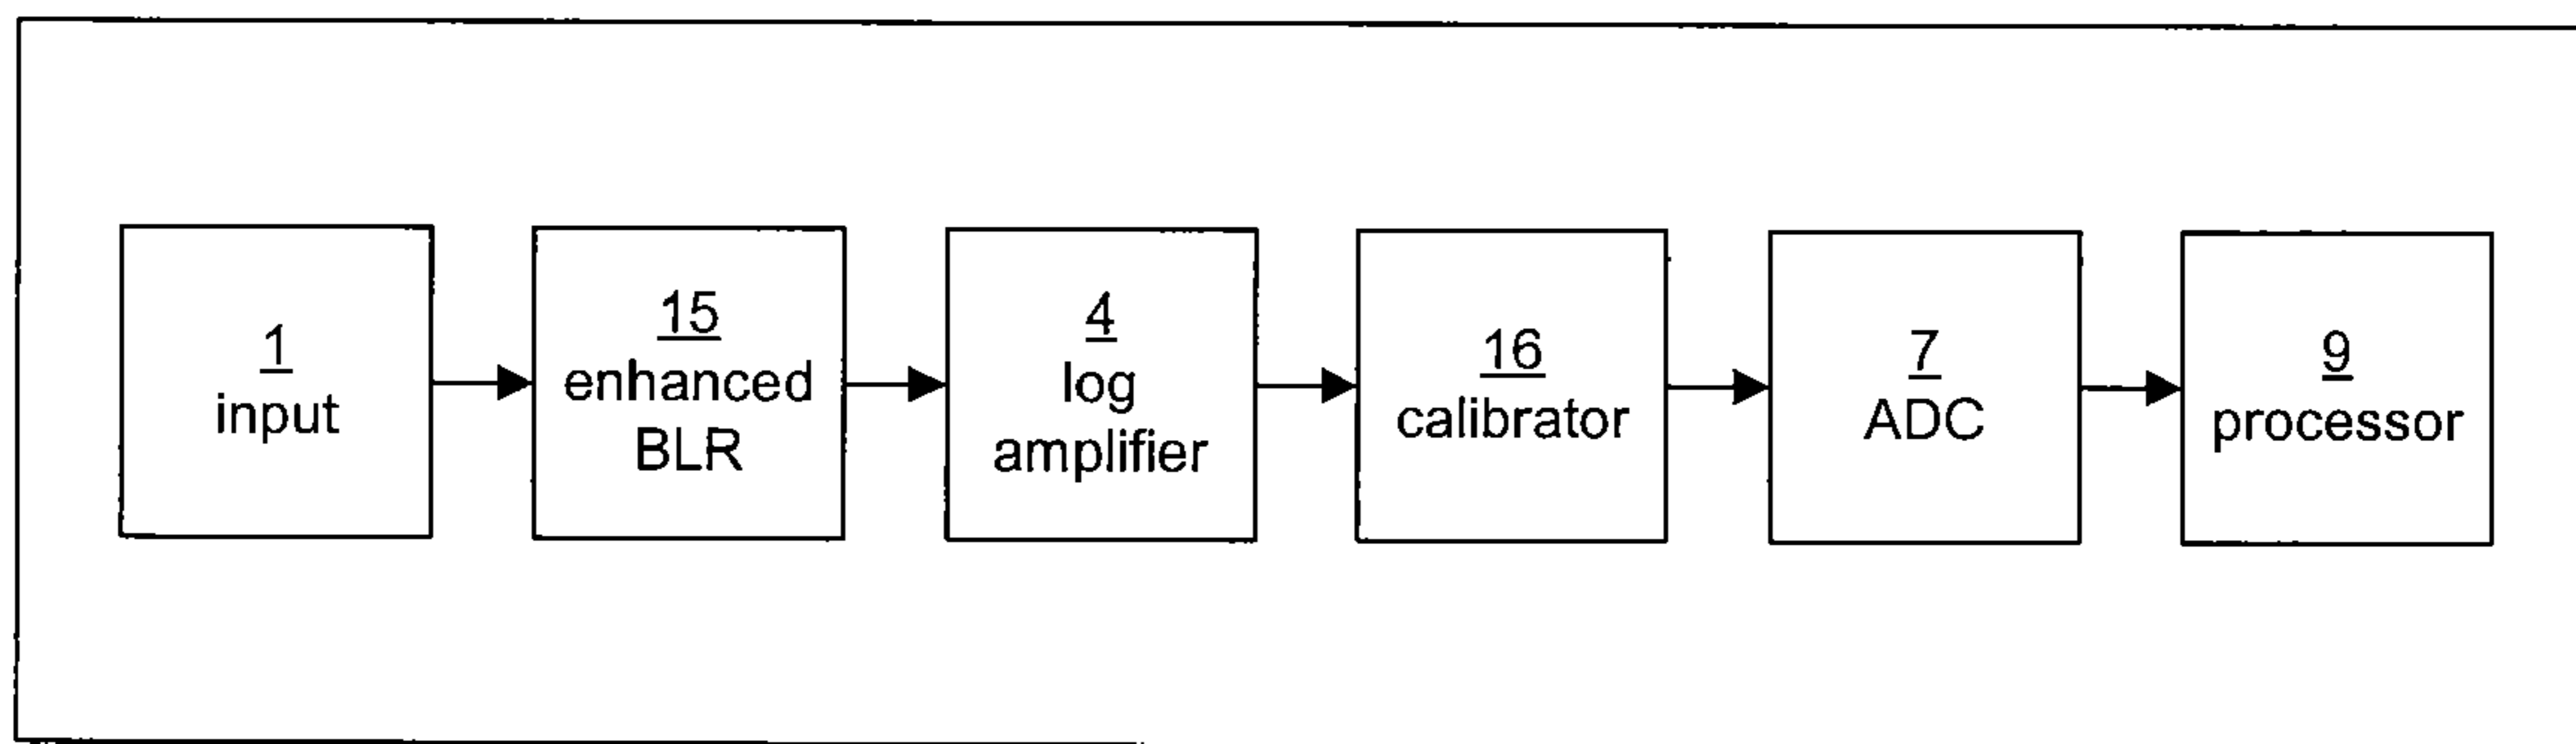 1
input
15
enhanced
BLR
4
log
amplifier
16
calibrator
7
ADC
9
processor